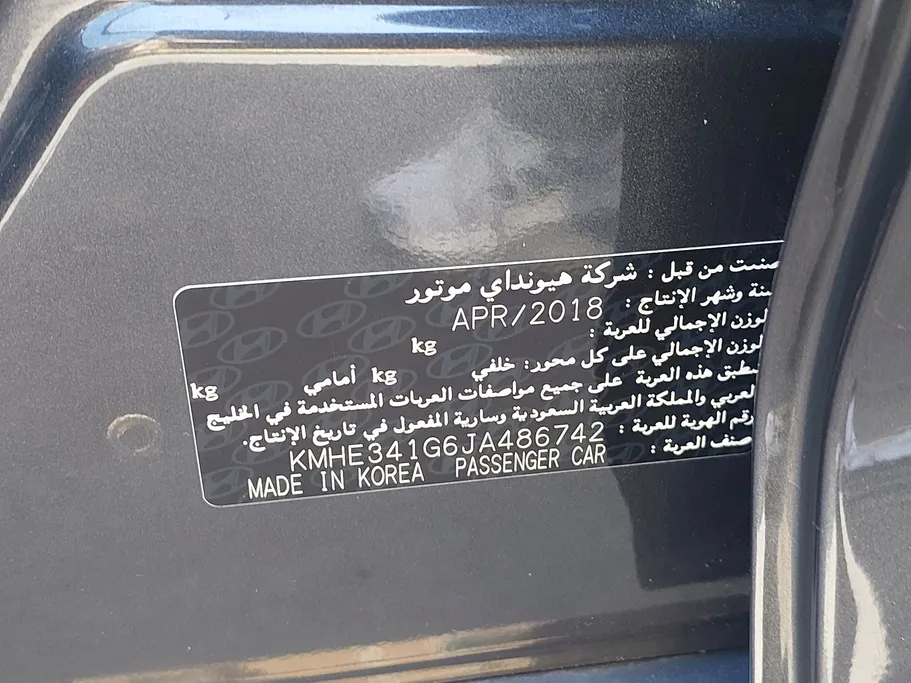 صنعت من قبل : شركة هيونداي موتور
سنة وشهر الإنتاج : APR/2018
الوزن الإجمالي للعربة : kg
الوزن الإجمالي على كل محور: خلفي kg أمامي kg
تطبق هذه العربة على جميع مواصفات العربات المستخدمة في الخليج
العربي والمملكة العربية السعودية وسارية المفعول في تاريخ الإنتاج.
رقم الهوية للعربة : KMHE341G6JA486742
صنف العربة : PASSENGER CAR MADE IN KOREA